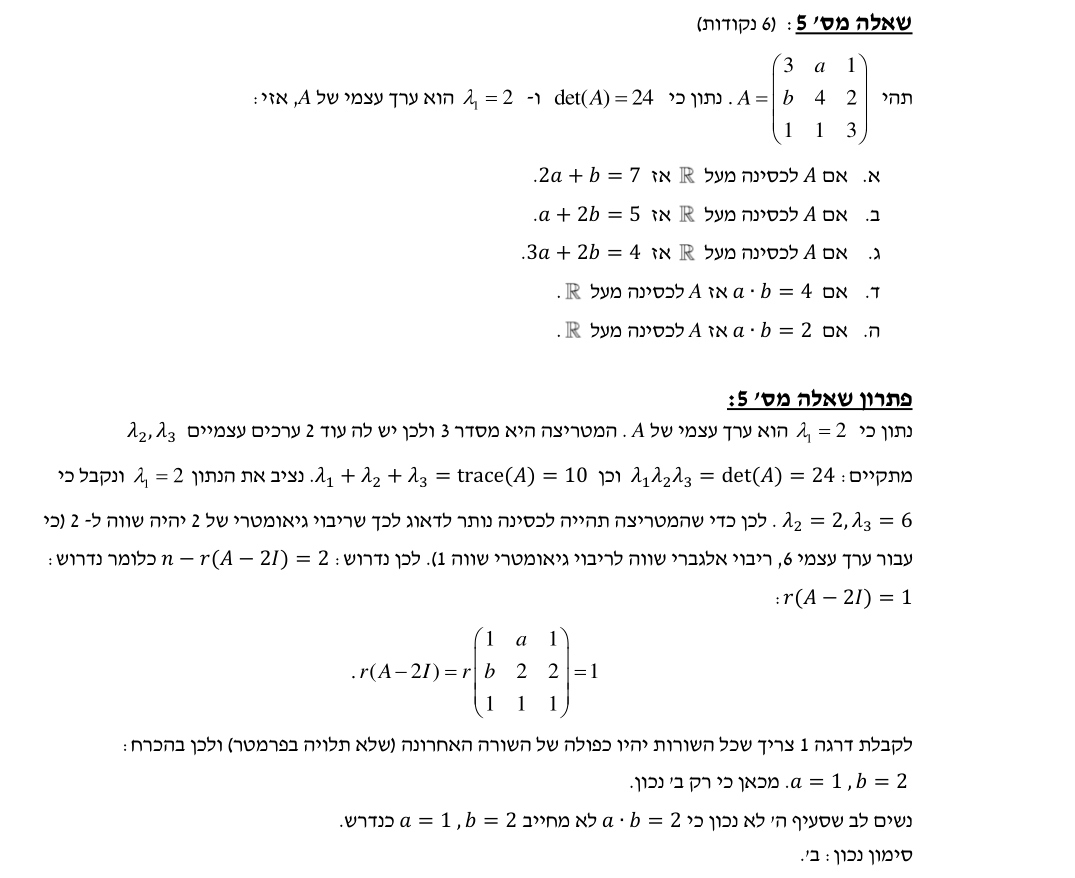 שאלה מס' 5 : (6 נקודות)
תהי A = \begin{pmatrix} 3 & a & 1 \\ b & 4 & 2 \\ 1 & 1 & 3 \end{pmatrix} . נתון כי det(A) = 24 ו- λ₁ = 2 הוא ערך עצמי של A, אזי:
א. אם A לכסינה מעל ℝ אז 2a + b = 7.
ב. אם A לכסינה מעל ℝ אז a + 2b = 5.
ג. אם A לכסינה מעל ℝ אז 3a + 2b = 4.
ד. אם a · b = 4 אז A לכסינה מעל ℝ .
ה. אם a · b = 2 אז A לכסינה מעל ℝ .
פתרון שאלה מס' 5:
נתון כי λ₁ = 2 הוא ערך עצמי של A . המטריצה היא מסדר 3 ולכן יש לה עוד 2 ערכים עצמיים λ₂, λ₃
מתקיים: λ₁λ₂λ₃ = det(A) = 24 וכן λ₁ + λ₂ + λ₃ = trace(A) = 10. נציב את הנתון λ₁ = 2 ונקבל כי
λ₂ = 2, λ₃ = 6 . לכן כדי שהמטריצה תהייה לכסינה נותר לדאוג לכך שריבוי גיאומטרי של 2 יהיה שווה ל- 2 (כי
עבור ערך עצמי 6, ריבוי אלגברי שווה לריבוי גיאומטרי שווה 1). לכן נדרוש: n − r(A − 2I) = 2 כלומר נדרוש:
r(A − 2I) = 1:
r(A − 2I) = r \begin{pmatrix} 1 & a & 1 \\ b & 2 & 2 \\ 1 & 1 & 1 \end{pmatrix} = 1.
לקבלת דרגה 1 צריך שכל השורות יהיו כפולה של השורה האחרונה (שלא תלויה בפרמטר) ולכן בהכרח:
a = 1 , b = 2. מכאן כי רק ב' נכון.
נשים לב שסעיף ה' לא נכון כי a · b = 2 לא מחייב a = 1 , b = 2 כנדרש.
סימון נכון: ב'.